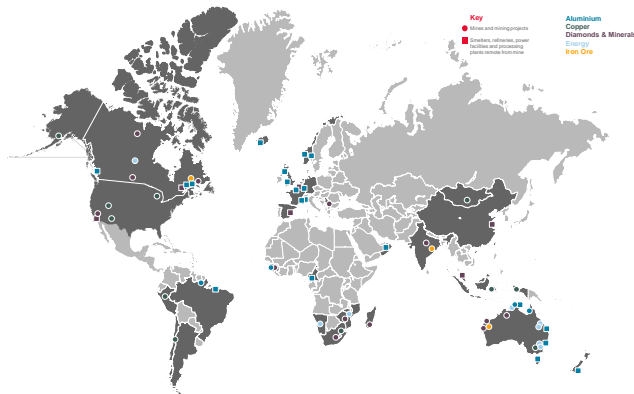 Key
Mines and mining projects
Smelters, refineries, power
facilities and processing
plants remote from mine
Aluminium
Copper
Diamonds & Minerals
Energy
Iron Ore